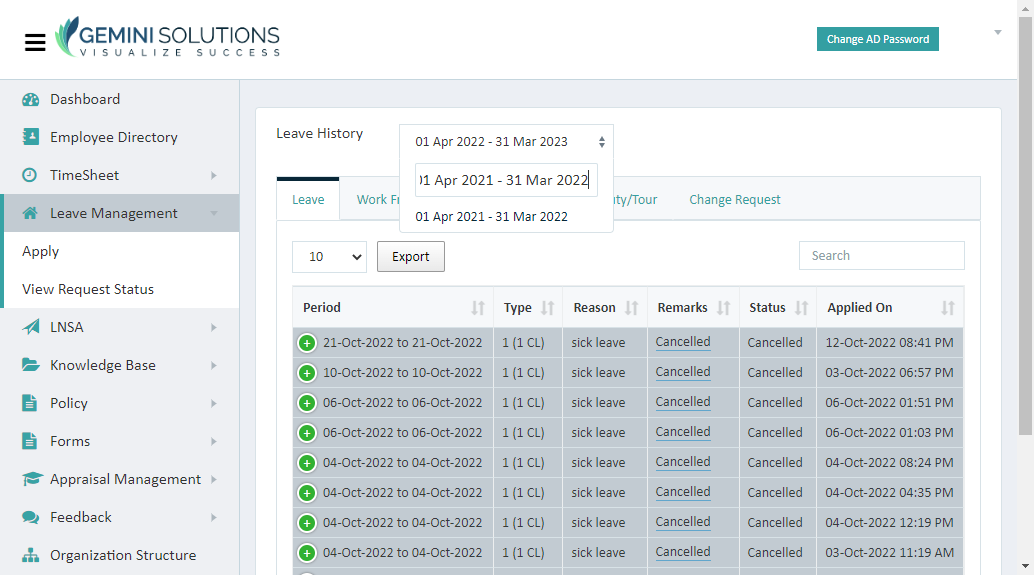 GEMINI SOLUTIONS
VISUALIZE SUCCESS
Change AD Password
Dashboard
Employee Directory
TimeSheet
Leave Management
Apply
View Request Status
LNSA
Knowledge Base
Policy
Forms
Appraisal Management
Feedback
Organization Structure
Leave History
01 Apr 2022 - 31 Mar 2023
01 Apr 2021 - 31 Mar 2022
01 Apr 2021 - 31 Mar 2022
Leave Work Fr ty/Tour Change Request
10 Export Search
Period Type Reason Remarks Status Applied On
21-Oct-2022 to 21-Oct-2022 1 (1 CL) sick leave Cancelled Cancelled 12-Oct-2022 08:41 PM
10-Oct-2022 to 10-Oct-2022 1 (1 CL) sick leave Cancelled Cancelled 03-Oct-2022 06:57 PM
06-Oct-2022 to 06-Oct-2022 1 (1 CL) sick leave Cancelled Cancelled 06-Oct-2022 01:51 PM
06-Oct-2022 to 06-Oct-2022 1 (1 CL) sick leave Cancelled Cancelled 06-Oct-2022 01:03 PM
04-Oct-2022 to 04-Oct-2022 1 (1 CL) sick leave Cancelled Cancelled 04-Oct-2022 08:24 PM
04-Oct-2022 to 04-Oct-2022 1 (1 CL) sick leave Cancelled Cancelled 04-Oct-2022 04:35 PM
04-Oct-2022 to 04-Oct-2022 1 (1 CL) sick leave Cancelled Cancelled 04-Oct-2022 12:19 PM
04-Oct-2022 to 04-Oct-2022 1 (1 CL) sick leave Cancelled Cancelled 03-Oct-2022 11:19 AM